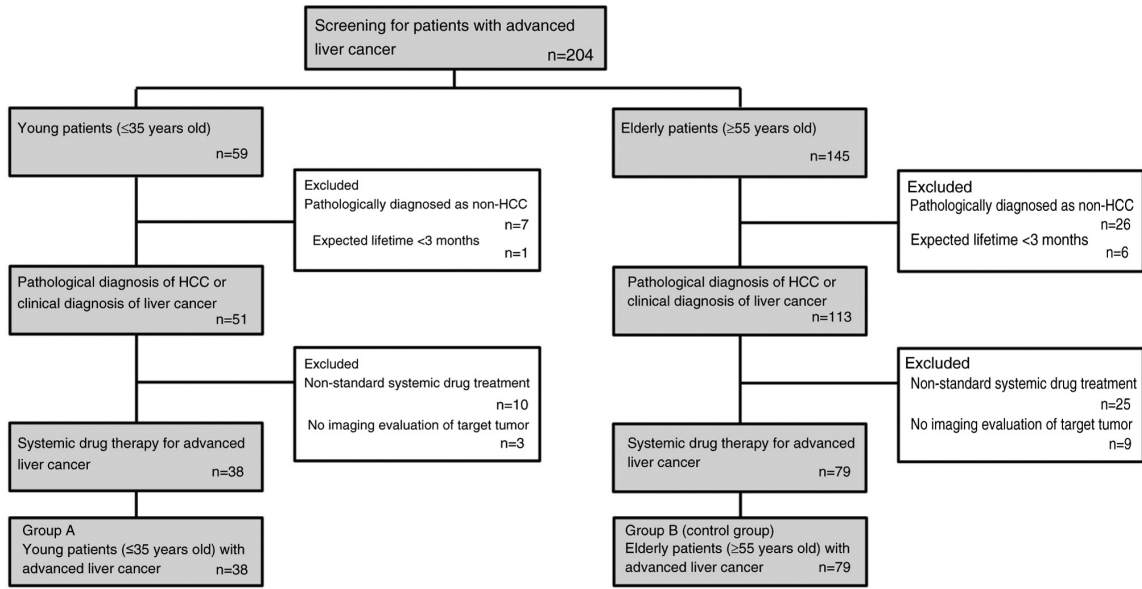 Screening for patients with advanced
liver cancer
n=204
Young patients (≤35 years old)
n=59
Elderly patients (≥55 years old)
n=145
Excluded
Pathologically diagnosed as non-HCC
n=7
Expected lifetime <3 months
n=1
Excluded
Pathologically diagnosed as non-HCC
n=26
Expected lifetime <3 months
n=6
Pathological diagnosis of HCC or
clinical diagnosis of liver cancer
n=51
Pathological diagnosis of HCC or
clinical diagnosis of liver cancer
n=113
Excluded
Non-standard systemic drug treatment
n=10
No imaging evaluation of target tumor
n=3
Excluded
Non-standard systemic drug treatment
n=25
No imaging evaluation of target tumor
n=9
Systemic drug therapy for advanced
liver cancer
n=38
Systemic drug therapy for advanced
liver cancer
n=79
Group A
Young patients (≤35 years old) with
advanced liver cancer
n=38
Group B (control group)
Elderly patients (≥55 years old) with
advanced liver cancer
n=79